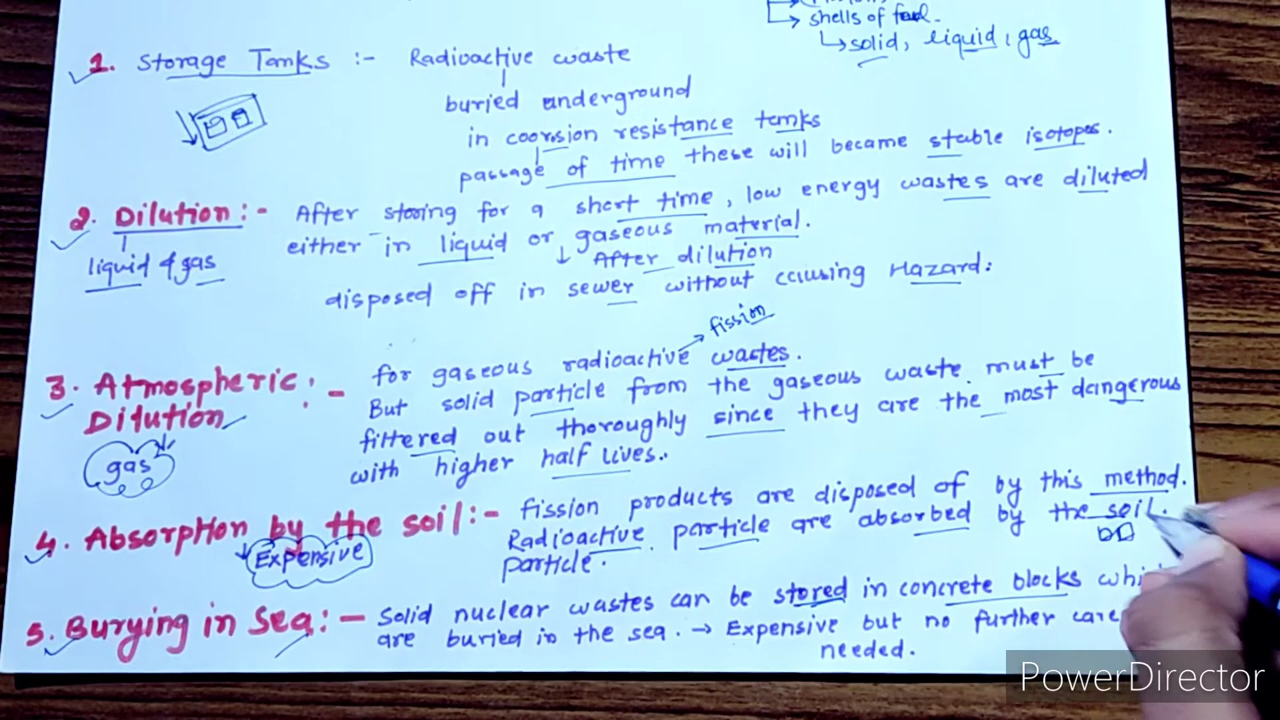 shells of fuel.
solid, liquid, gas
1. Storage Tanks :- Radioactive waste
buried underground
in coorsion resistance tanks
passage of time these will became stable isotopes.
2. Dilution :- After storing for a short time, low energy wastes are diluted
either in liquid or gaseous material.
liquid & gas
After dilution
disposed off in sewer without causing Hazard.
fission
3. Atmospheric :- for gaseous radioactive wastes.
Dilution
But solid particle from the gaseous waste must be
filtered out thoroughly since they are the most dangerous
with higher half lives.
gas
4. Absorption by the soil :- fission products are disposed of by this method.
Radioactive particle are absorbed by the soil.
particle.
Expensive
5. Burying in Sea :- Solid nuclear wastes can be stored in concrete blocks
are buried in the sea. → Expensive but no further care
needed.
PowerDirector